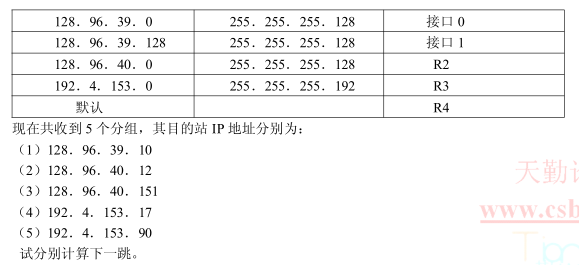 128．96．39．0 255．255．255．128 接口 0
128．96．39．128 255．255．255．128 接口 1
128．96．40．0 255．255．255．128 R2
192．4．153．0 255．255．255．192 R3
默认 R4
现在共收到 5 个分组，其目的站 IP 地址分别为：
（1）128．96．39．10
（2）128．96．40．12
（3）128．96．40．151
（4）192．4．153．17
（5）192．4．153．90
试分别计算下一跳。
天勤
www.csb